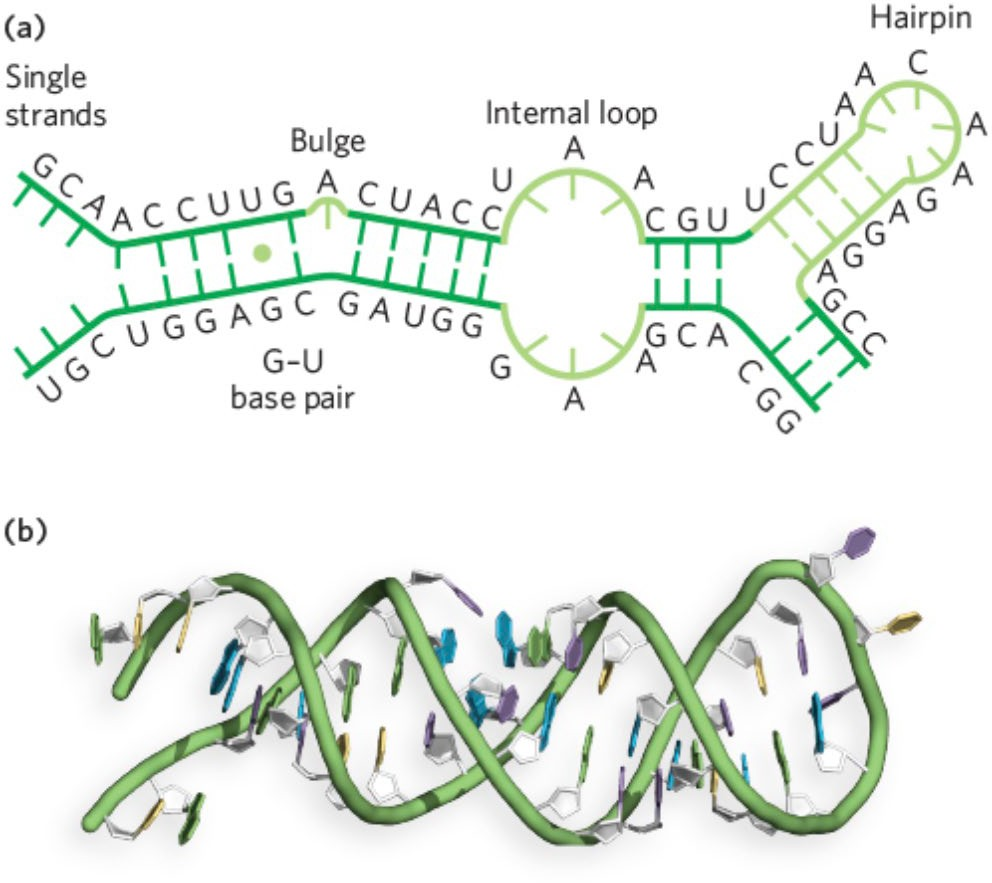 (a)
Hairpin
Single
strands
Bulge
Internal loop
G C A A C C U U G A C U A C C U A A C G U U C C U A A C A A G A G G A G C C
U G C U G G A G C G A U G G G A A G C A C G G
G–U
base pair
(b)